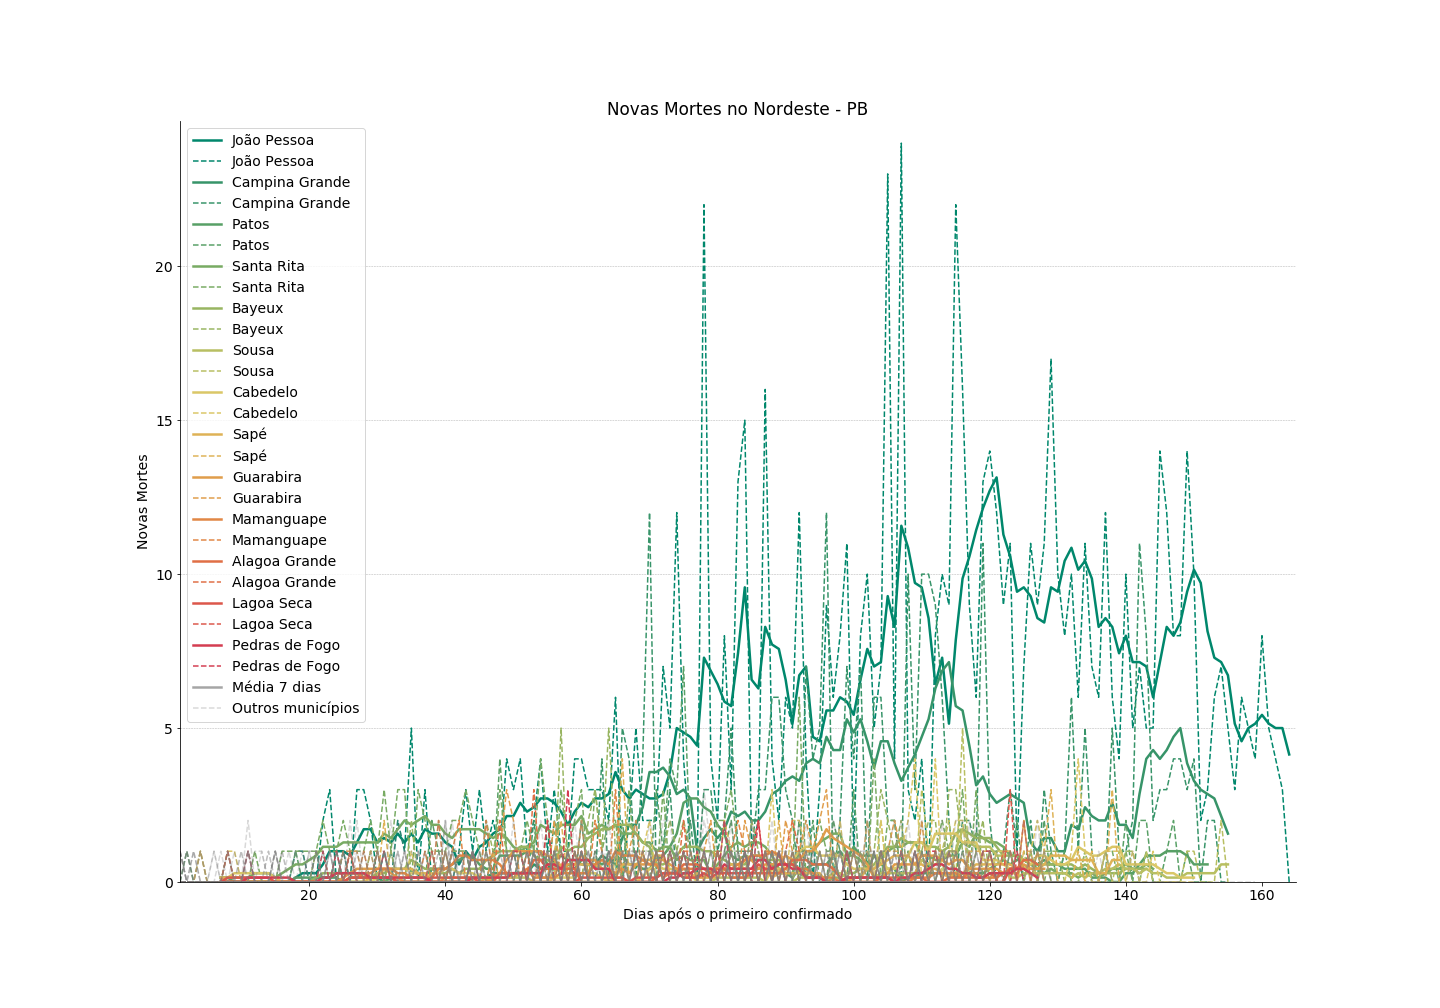 Novas Mortes no Nordeste - PB
João Pessoa
João Pessoa
Campina Grande
Campina Grande
Patos
Patos
Santa Rita
Santa Rita
Bayeux
Bayeux
Sousa
Sousa
Cabedelo
Cabedelo
Sapé
Sapé
Guarabira
Guarabira
Mamanguape
Mamanguape
Alagoa Grande
Alagoa Grande
Lagoa Seca
Lagoa Seca
Pedras de Fogo
Pedras de Fogo
Média 7 dias
Outros municípios
Novas Mortes
20
15
10
5
0
20 40 60 80 100 120 140 160
Dias após o primeiro confirmado